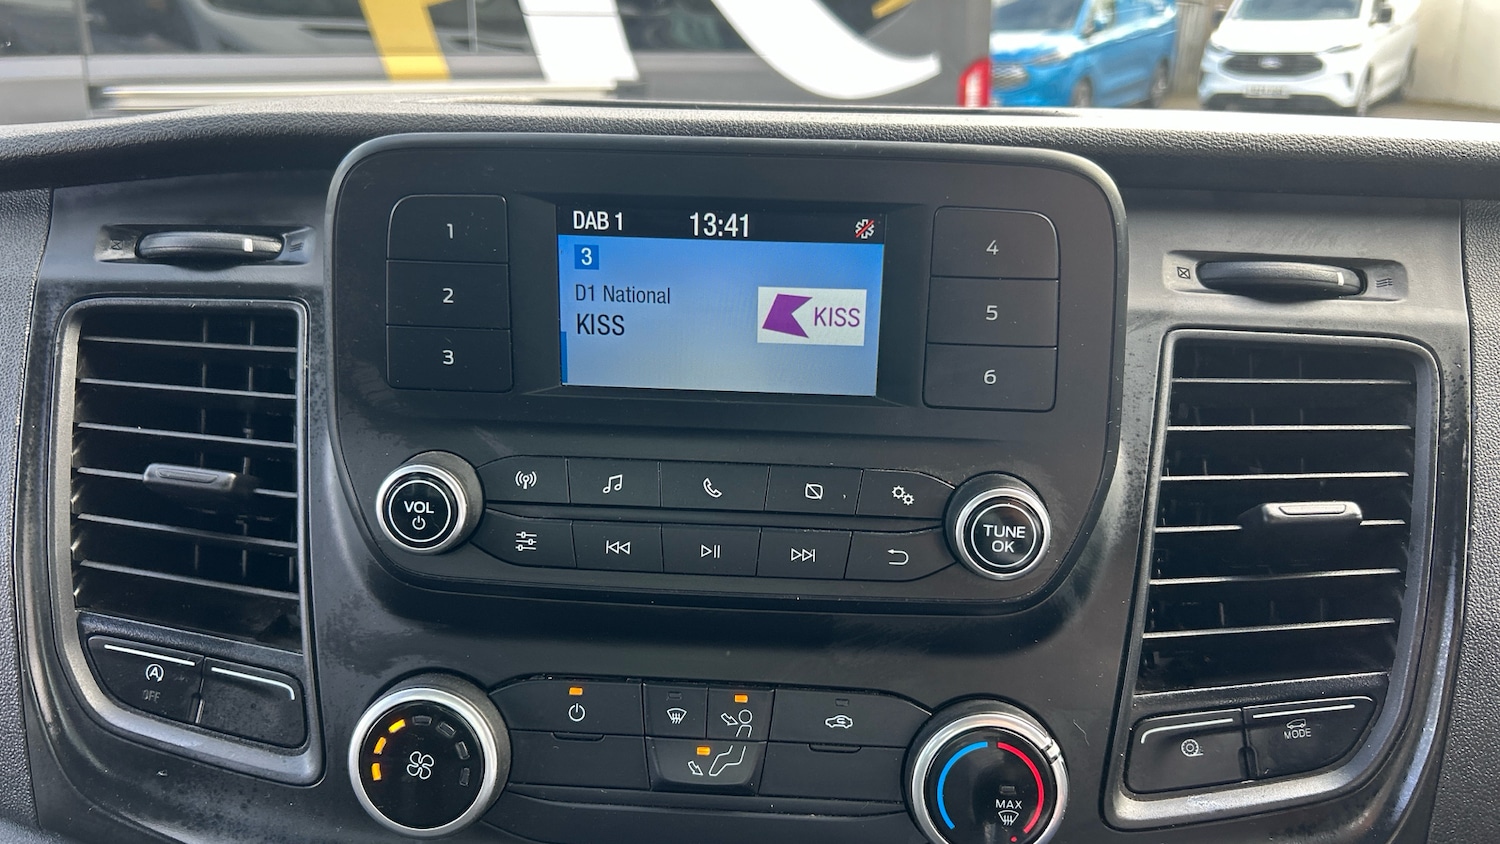 DAB 1 13:41
3
D1 National
KISS
KISS
1
2
3
4
5
6
VOL
TUNE
OK
A
OFF
MAX
MODE